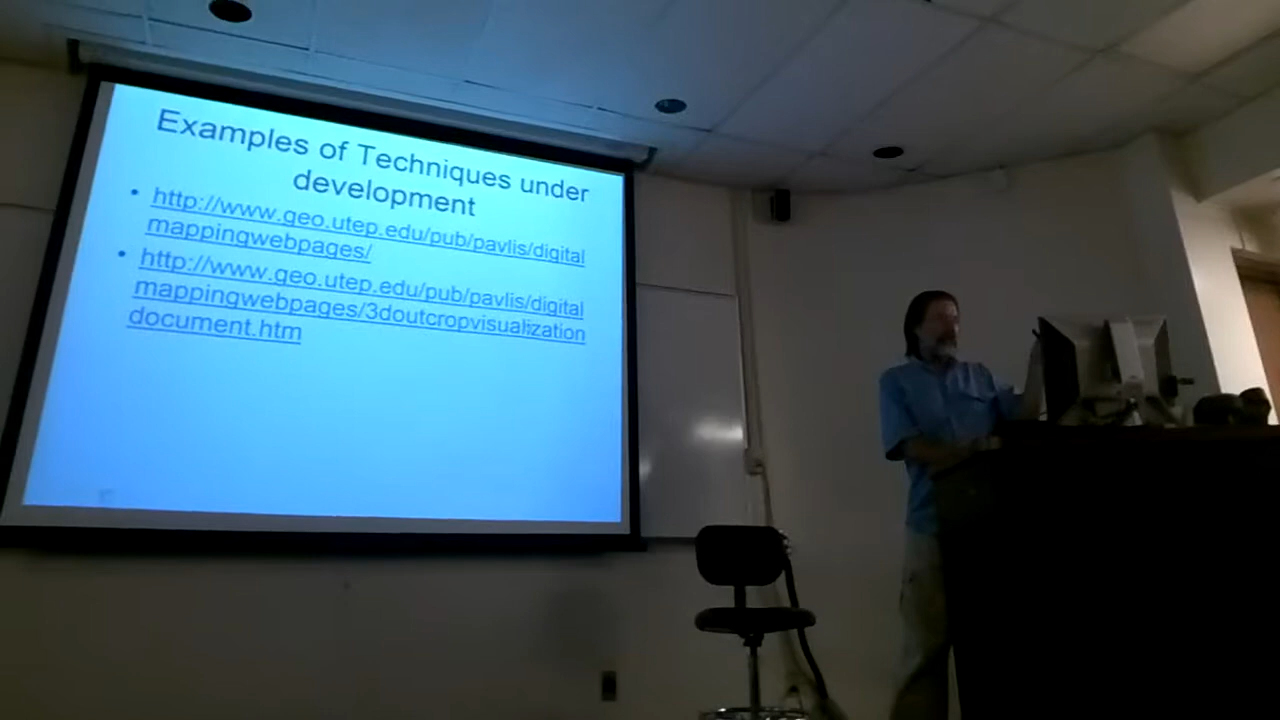 Examples of Techniques under
development
• http://www.geo.utep.edu/pub/pavlis/digital
mappingwebpages/
• http://www.geo.utep.edu/pub/pavlis/digital
mappingwebpages/3doutcropvisualization
document.htm